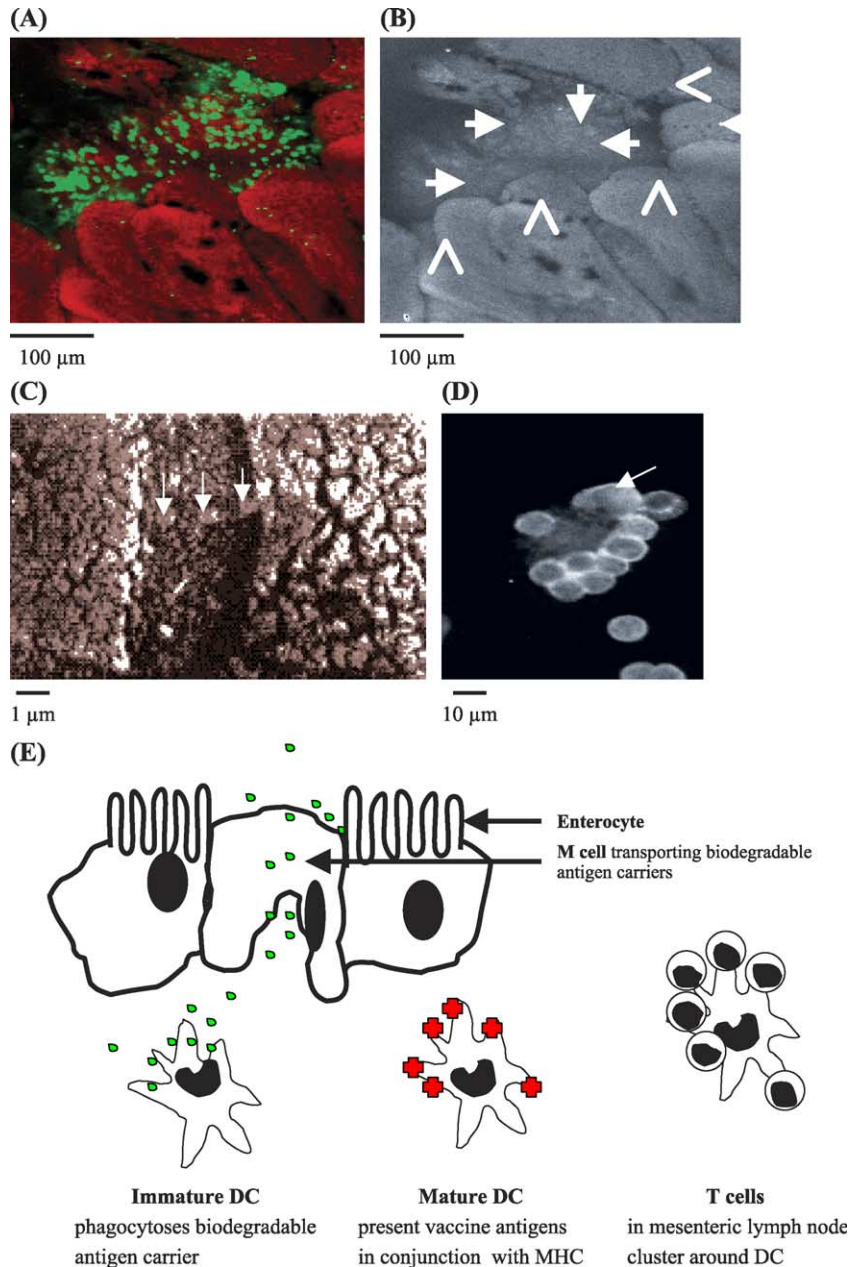 (A)
(B)
100 µm
100 µm
(C)
(D)
1 µm
10 µm
(E)
Enterocyte
M cell transporting biodegradable
antigen carriers
Immature DC
phagocytoses biodegradable
antigen carrier
Mature DC
present vaccine antigens
in conjunction with MHC
T cells
in mesenteric lymph node
cluster around DC